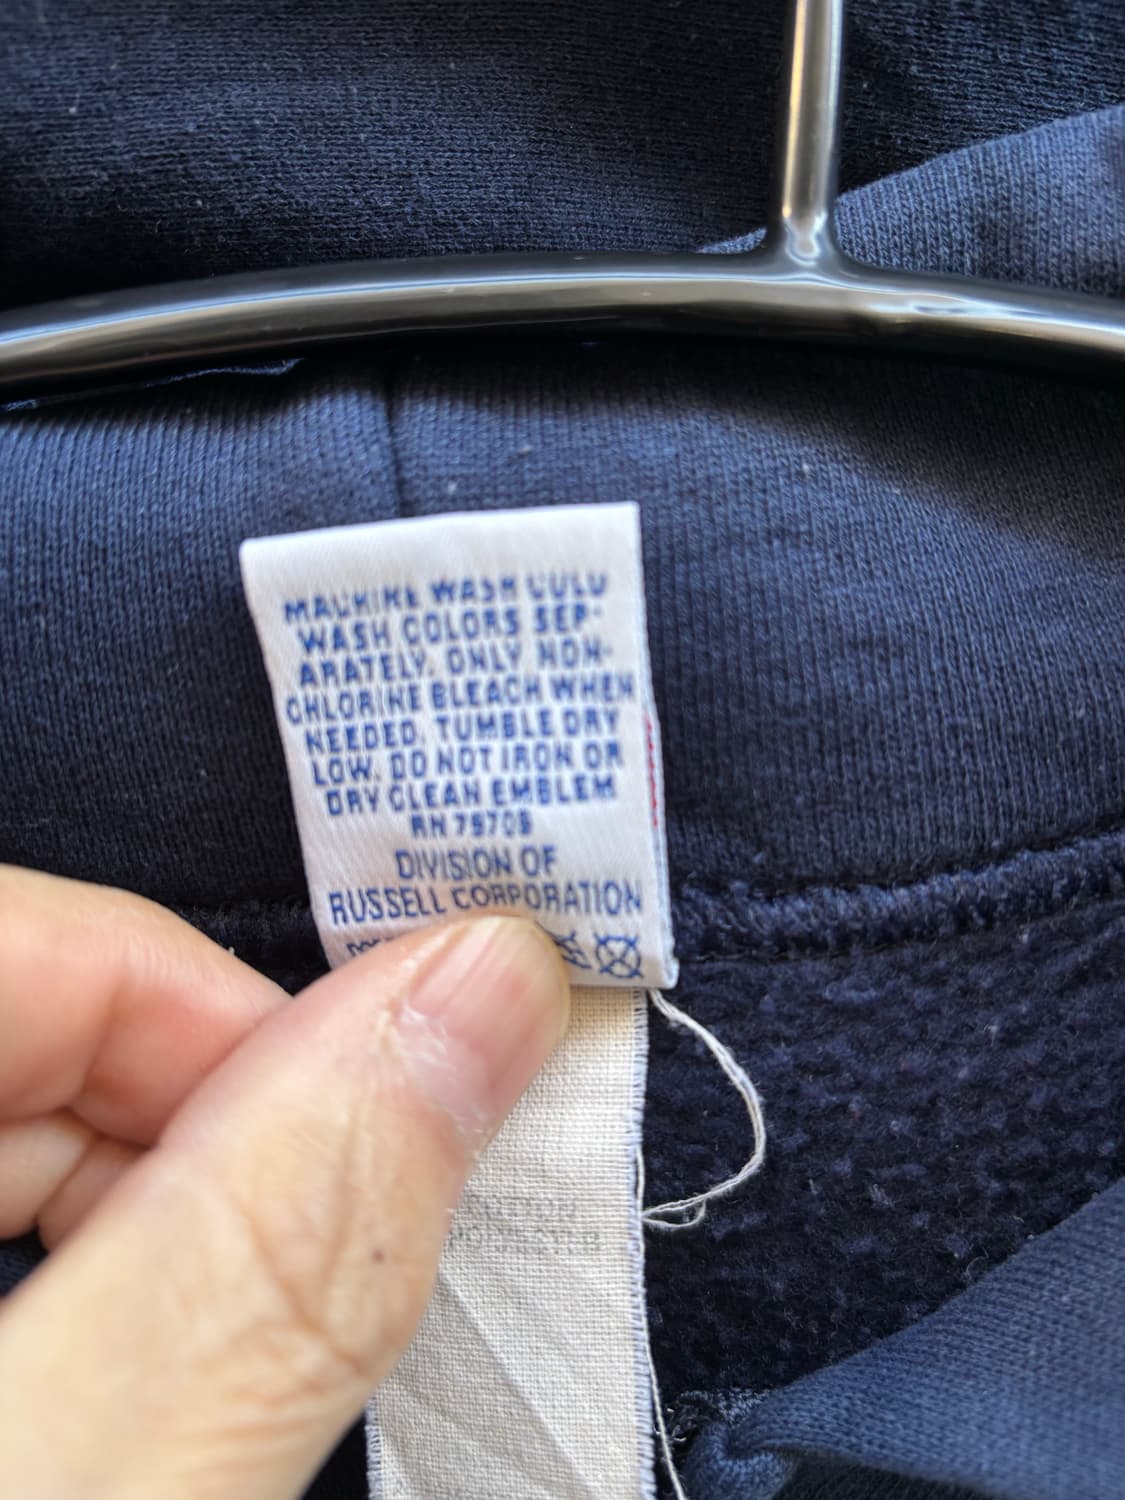 MACHINE WASH COLD
WASH COLORS SEP-
ARATELY. ONLY NON-
CHLORINE BLEACH WHEN
NEEDED. TUMBLE DRY
LOW. DO NOT IRON OR
DRY CLEAN EMBLEM
RN 79709
DIVISION OF
RUSSELL CORPORATION